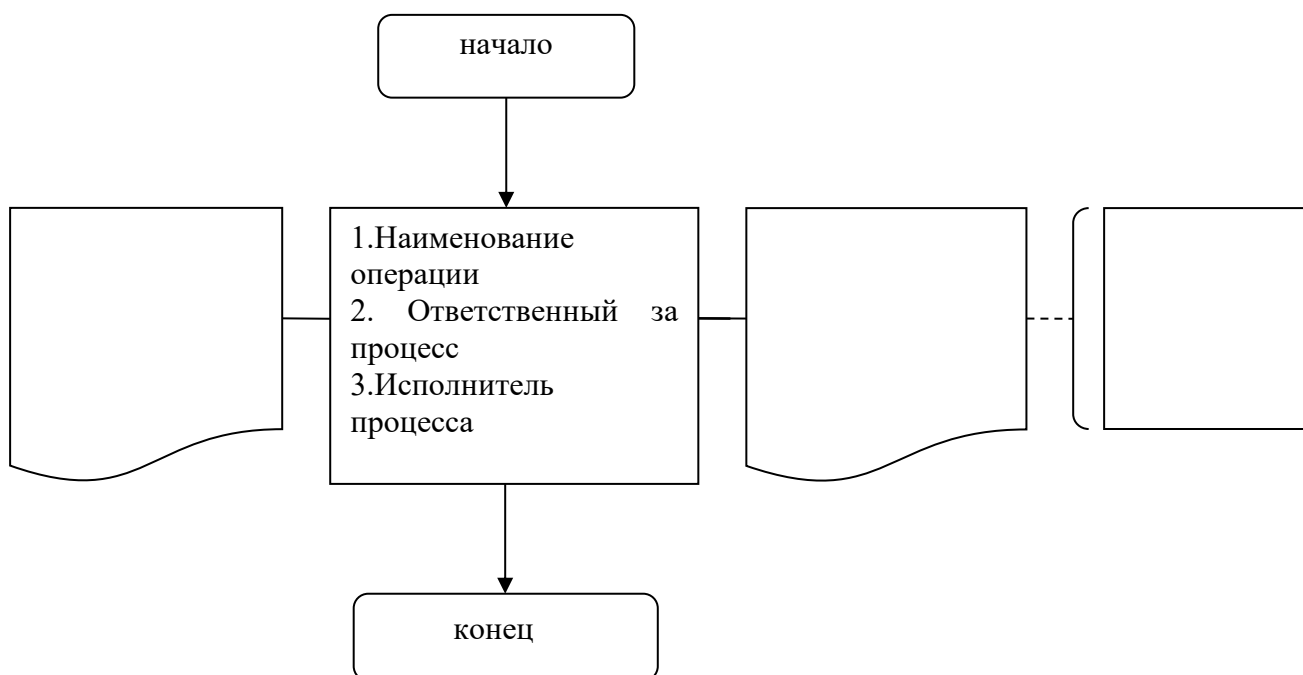 начало
1.Наименование
операции
2. Ответственный за
процесс
3.Исполнитель
процесса
конец